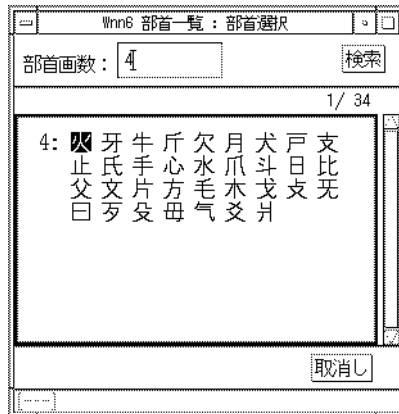 Wnn6 部首一覧 : 部首選択
部首画数 : 4 検索
1/ 34
4: 火 牙 牛 斤 欠 月 犬 戸 支
止 氏 手 心 水 爪 斗 日 比
父 文 片 方 毛 木 戈 攴 无
曰 歹 殳 毋 气 爻 爿
取消し
[---]